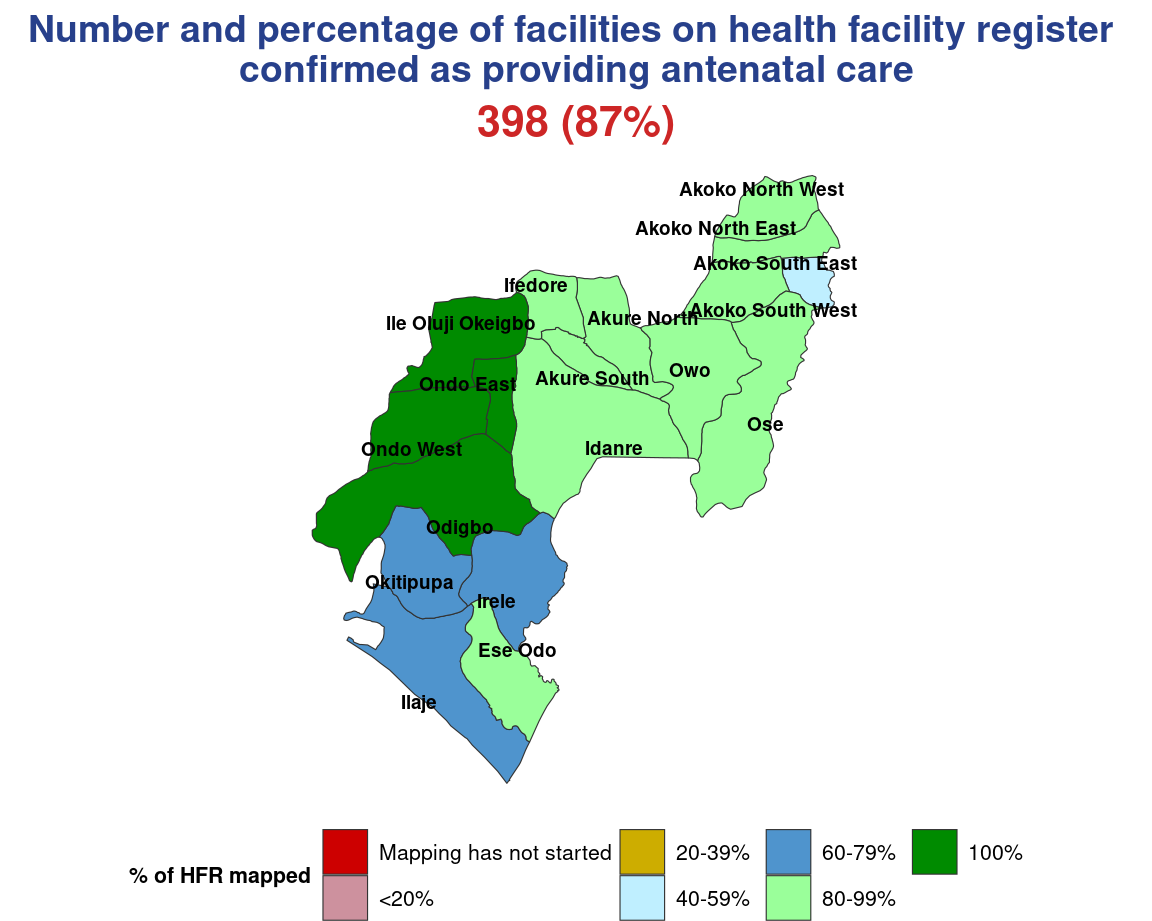 Number and percentage of facilities on health facility register
confirmed as providing antenatal care
398 (87%)
Akoko North West
Akoko North East
Akoko South East
Ifedore
Akoko South West
Akure North
Ile Oluji Okeigbo
Owo
Akure South
Ondo East
Ose
Idanre
Ondo West
Odigbo
Okitipupa
Irele
Ese Odo
Ilaje
% of HFR mapped
Mapping has not started
<20%
20-39%
40-59%
60-79%
80-99%
100%